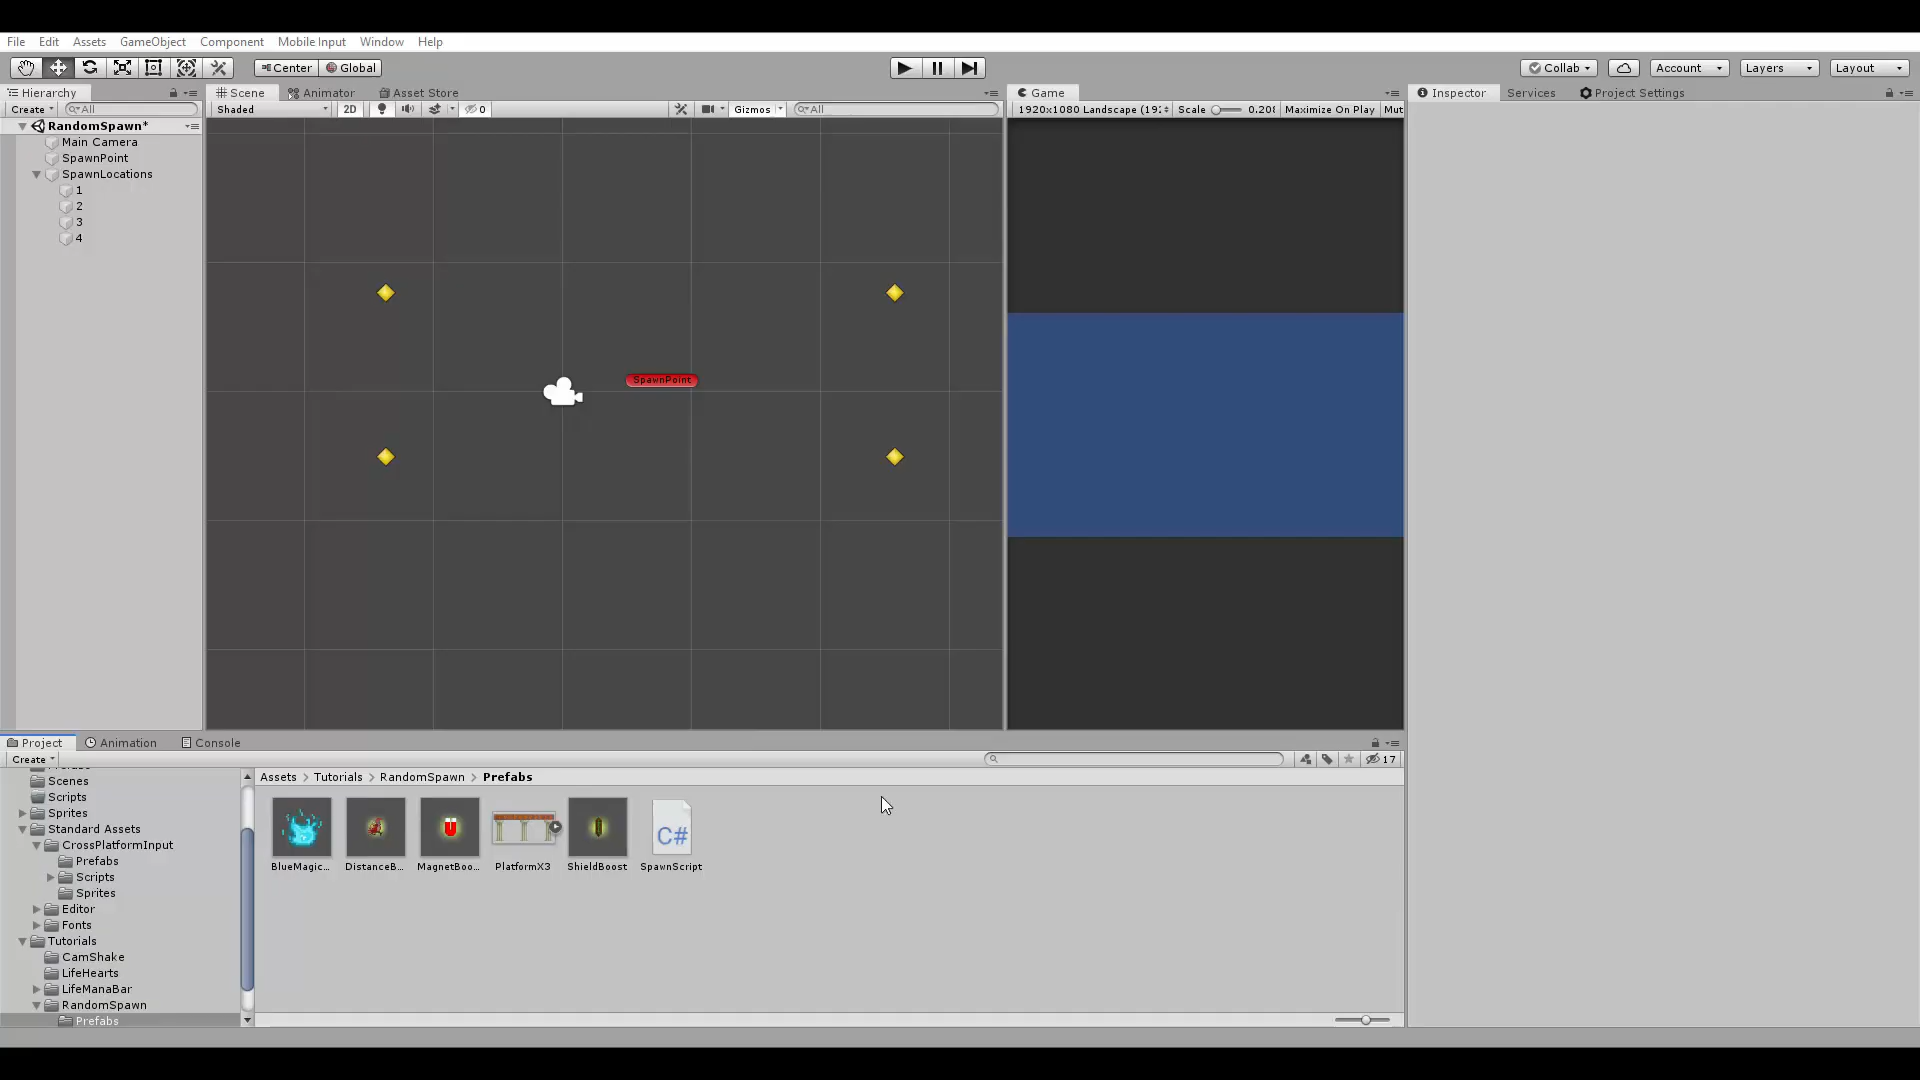 File Edit Assets GameObject Component Mobile Input Window Help
Center Global Collab Account Layers Layout
Hierarchy Scene Animator Asset Store Game Inspector Services Project Settings
Create All Shaded 2D 0 Gizmos All 1920x1080 Landscape (19 Scale 0.20 Maximize On Play Mut
RandomSpawn*
Main Camera
SpawnPoint
SpawnLocations
1
2
3
4
SpawnPoint
Project Animation Console
Create 17
Assets > Tutorials > RandomSpawn > Prefabs
Scenes
Scripts
Sprites
Standard Assets
CrossPlatformInput
Prefabs
Scripts
Sprites
Editor
Fonts
Tutorials
CamShake
LifeHearts
LifeManaBar
RandomSpawn
Prefabs
C#
BlueMagic... DistanceB... MagnetBoo... PlatformX3 ShieldBoost SpawnScript